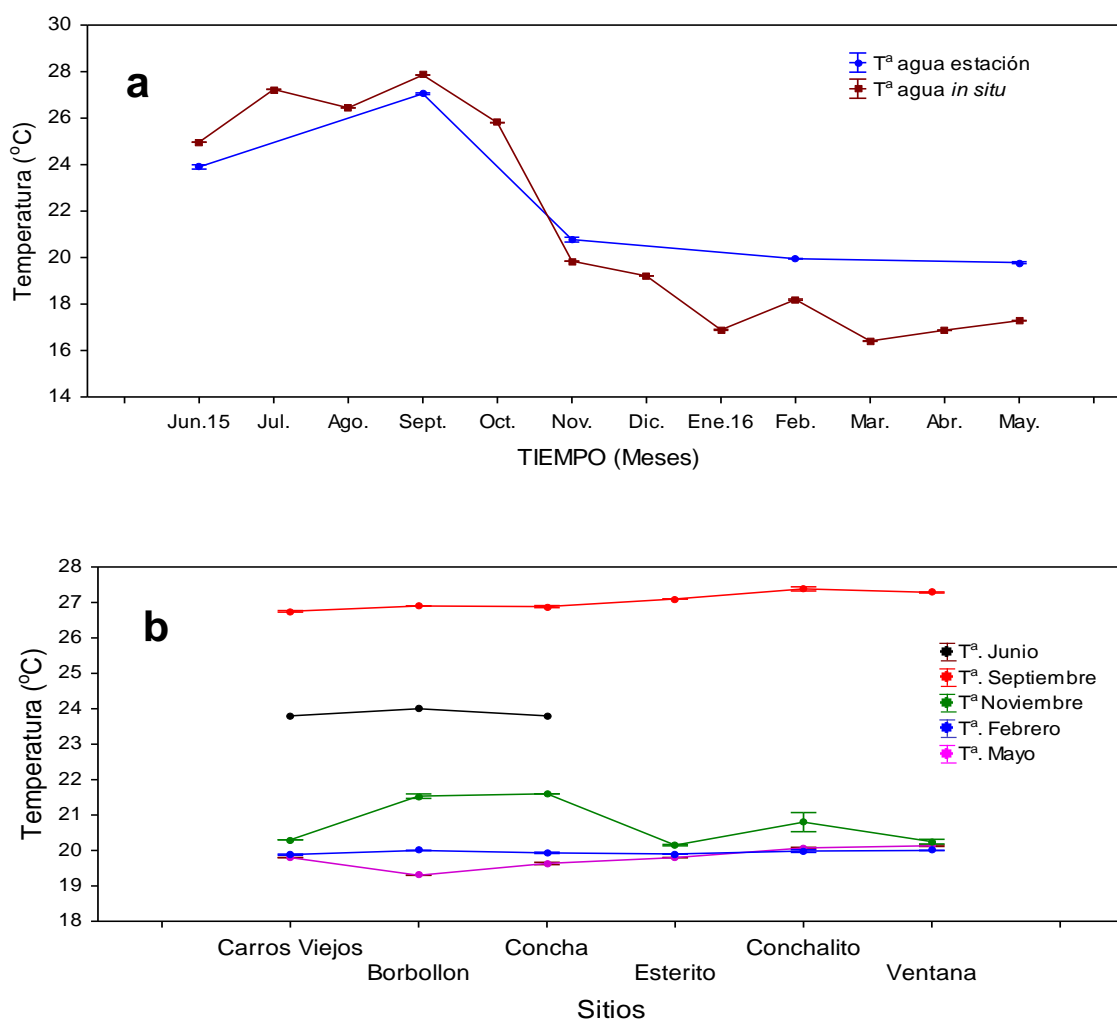 a
Tª agua estación
Tª agua in situ
Temperatura (ºC)
30
28
26
24
22
20
18
16
14
Jun.15 Jul. Ago. Sept. Oct. Nov. Dic. Ene.16 Feb. Mar. Abr. May.
TIEMPO (Meses)
b
Tª. Junio
Tª. Septiembre
Tª Noviembre
Tª. Febrero
Tª. Mayo
Temperatura (ºC)
28
27
26
25
24
23
22
21
20
19
18
Carros Viejos Concha Conchalito
Borbollon Esterito Ventana
Sitios